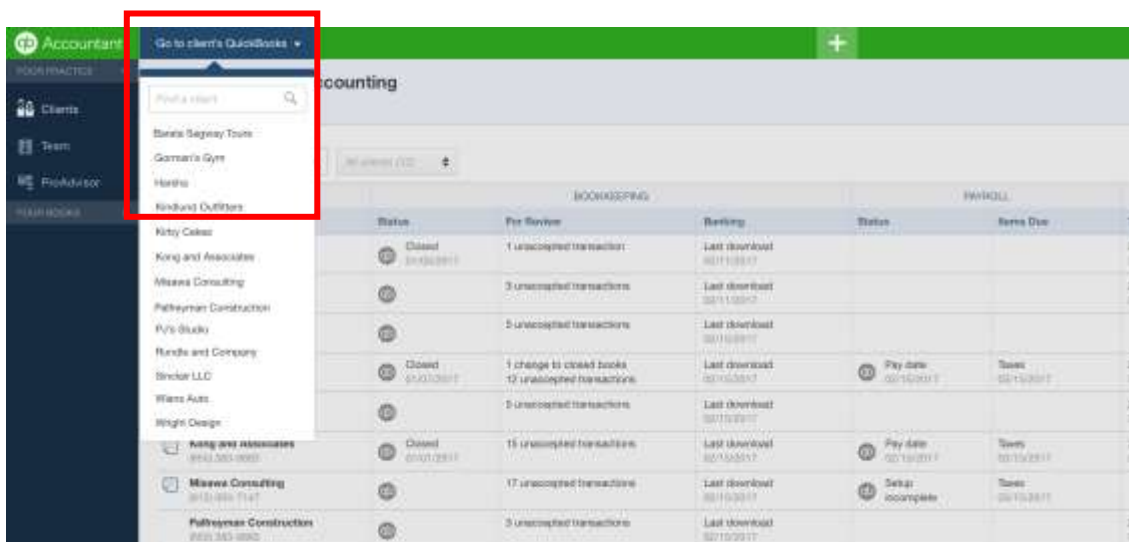 qb Accountant
Go to client's QuickBooks
YOUR PRACTICE
Clients
Team
ProAdvisor
YOUR BOOKS
counting
Find a client
Gorman's Gym
Kindlund Outfitters
Kirby Cakes
Kong and Associates
Misawa Consulting
Palfreyman Construction
PJ's Studio
Rundle and Company
Sinclair LLC
Wiens Auto
Wright Design
BOOKKEEPING PAYROLL
Status For Review Banking Status Items Due
Closed 1 unaccepted transaction Last download
3 unaccepted transactions Last download
5 unaccepted transactions Last download
Closed 1 change to closed books Last download Pay date Taxes
12 unaccepted transactions
5 unaccepted transactions Last download
Kong and Associates Closed 15 unaccepted transactions Last download Pay date Taxes
Misawa Consulting 17 unaccepted transactions Last download Setup Taxes
incomplete
Palfreyman Construction 3 unaccepted transactions Last download